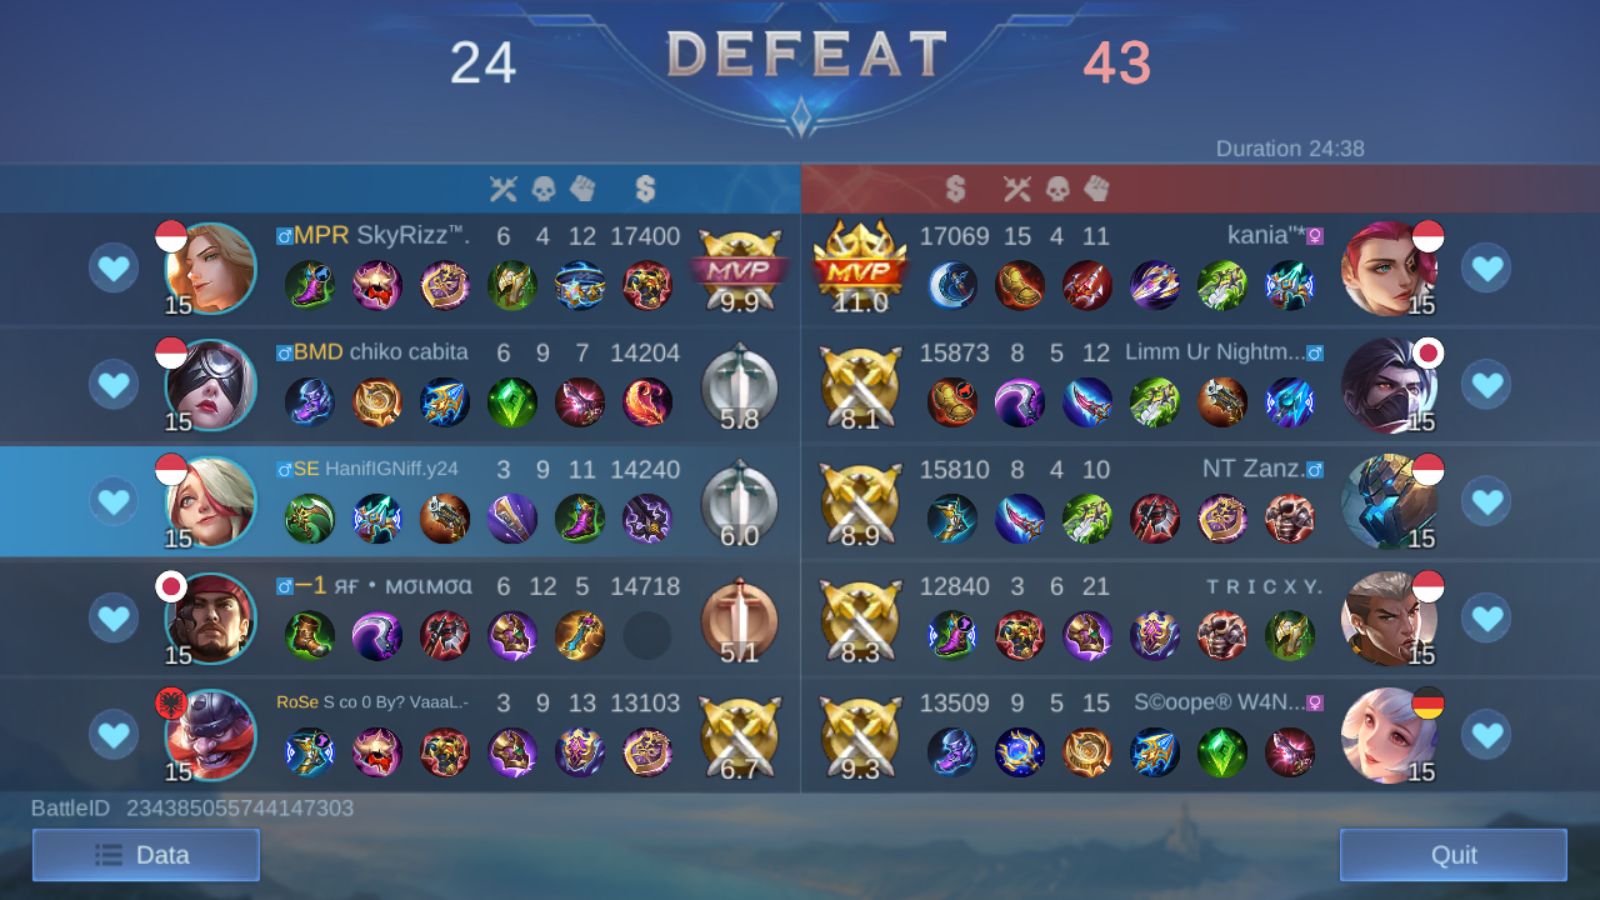 24 DEFEAT 43
Duration 24:38
MPR SkyRizz™. 6 4 12 17400 MVP 9.9 15
MVP 11.0 17069 15 4 11 kania"* 15
BMD chiko cabita 6 9 7 14204 5.8 15
8.1 15873 8 5 12 Limm Ur Nightm... 15
SE HanifIGNiff.y24 3 9 11 14240 6.0 15
8.9 15810 8 4 10 NT Zanz. 15
一1 ЯҒ • мσιмσα 6 12 5 14718 5.1 15
8.3 12840 3 6 21 T R I C X Y. 15
RoSe S co 0 By? VaaaL.- 3 9 13 13103 6.7 15
9.3 13509 9 5 15 S©oope® W4N... 15
BattleID 234385055744147303
Data
Quit